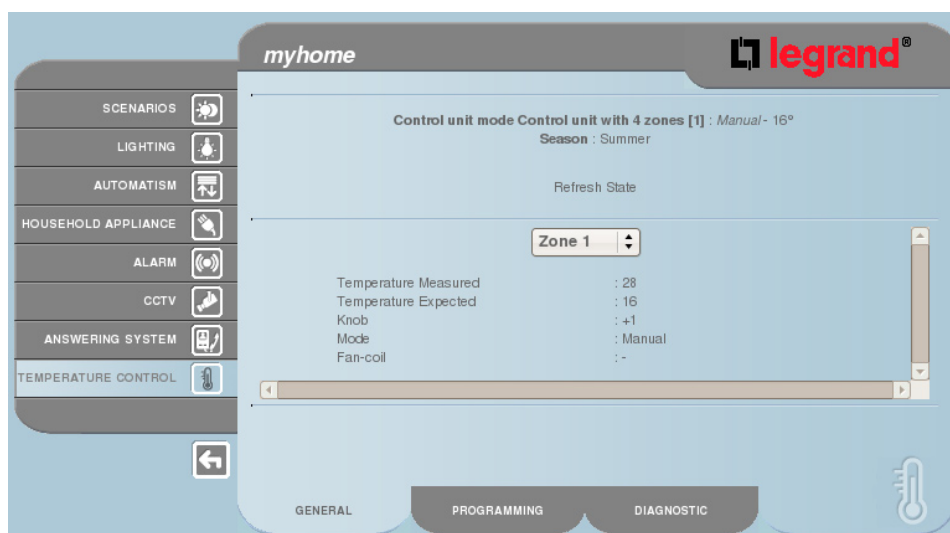 myhome
legrand®
SCENARIOS
LIGHTING
AUTOMATISM
HOUSEHOLD APPLIANCE
ALARM
CCTV
ANSWERING SYSTEM
TEMPERATURE CONTROL
Control unit mode Control unit with 4 zones [1] : Manual- 16°
Season : Summer
Refresh State
Zone 1
Temperature Measured : 28
Temperature Expected : 16
Knob : +1
Mode : Manual
Fan-coil : -
GENERAL PROGRAMMING DIAGNOSTIC